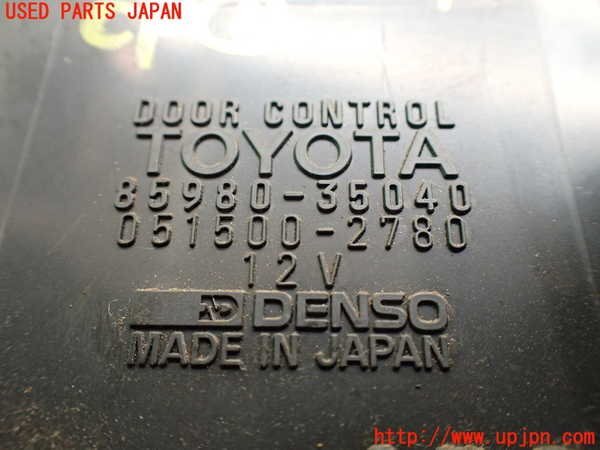 USED PARTS JAPAN
DOOR CONTROL
TOYOTA
85980-35040
051500-2780
12V
ND DENSO
MADE IN JAPAN
http://www.upjpn.com/